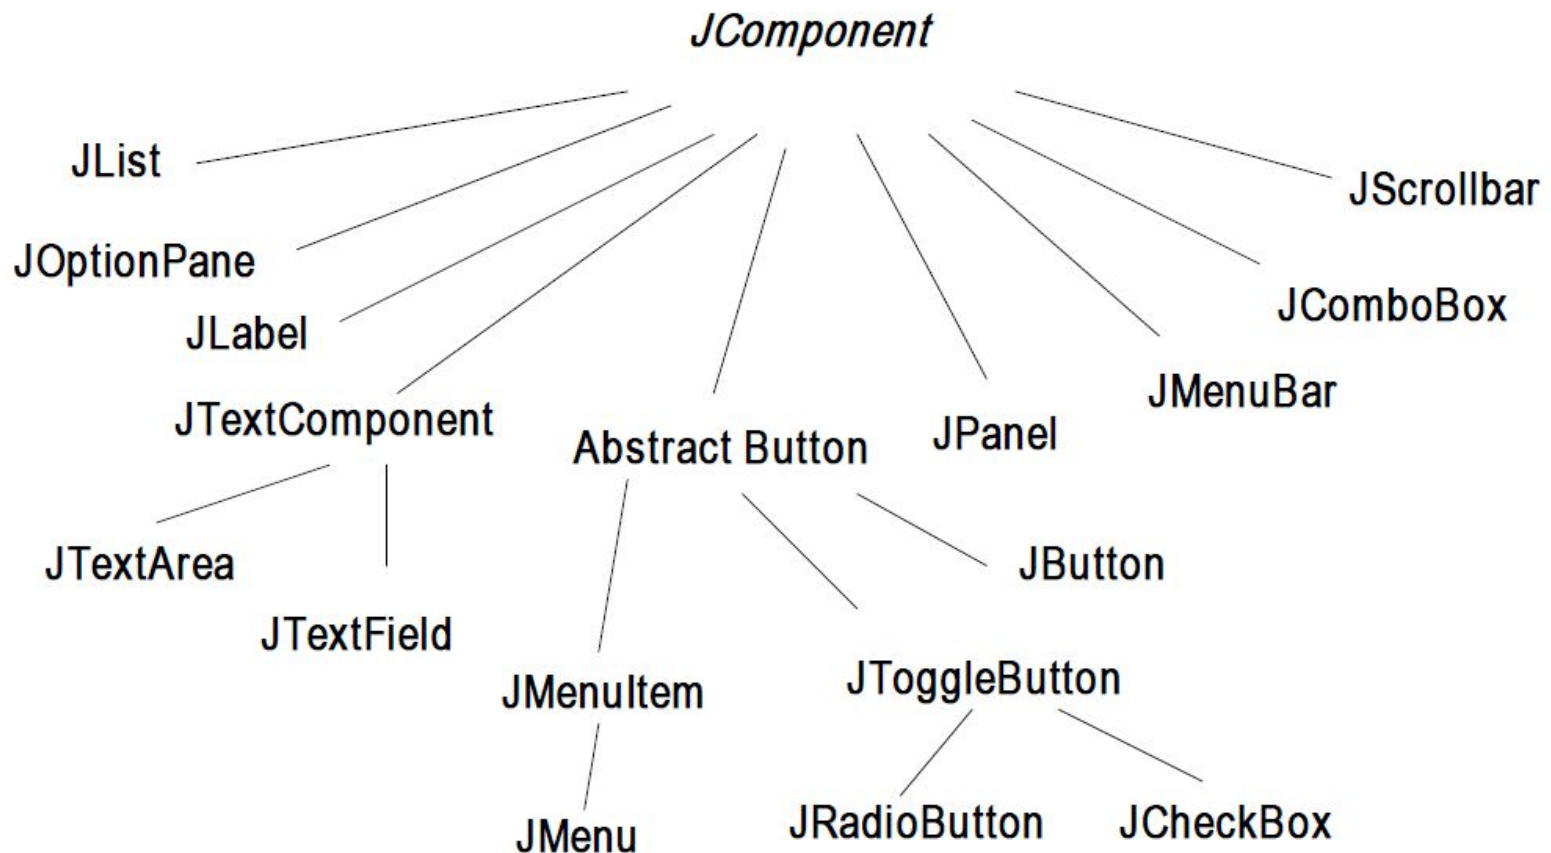 JComponent
JList
JScrollbar
JOptionPane
JComboBox
JLabel
JMenuBar
JTextComponent
JPanel
Abstract Button
JTextArea
JButton
JTextField
JToggleButton
JMenuItem
JRadioButton
JCheckBox
JMenu